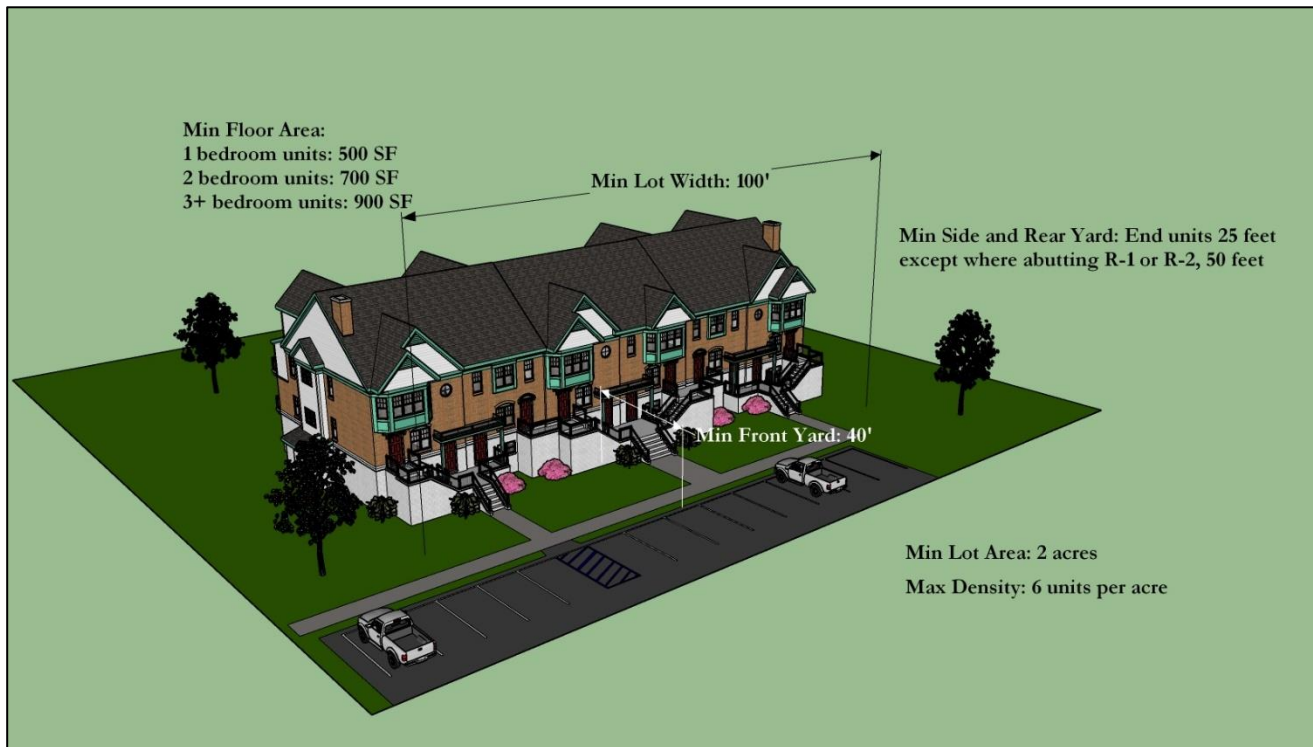 Min Floor Area:
1 bedroom units: 500 SF
2 bedroom units: 700 SF
3+ bedroom units: 900 SF
Min Lot Width: 100'
Min Side and Rear Yard: End units 25 feet
except where abutting R-1 or R-2, 50 feet
Min Front Yard: 40'
Min Lot Area: 2 acres
Max Density: 6 units per acre